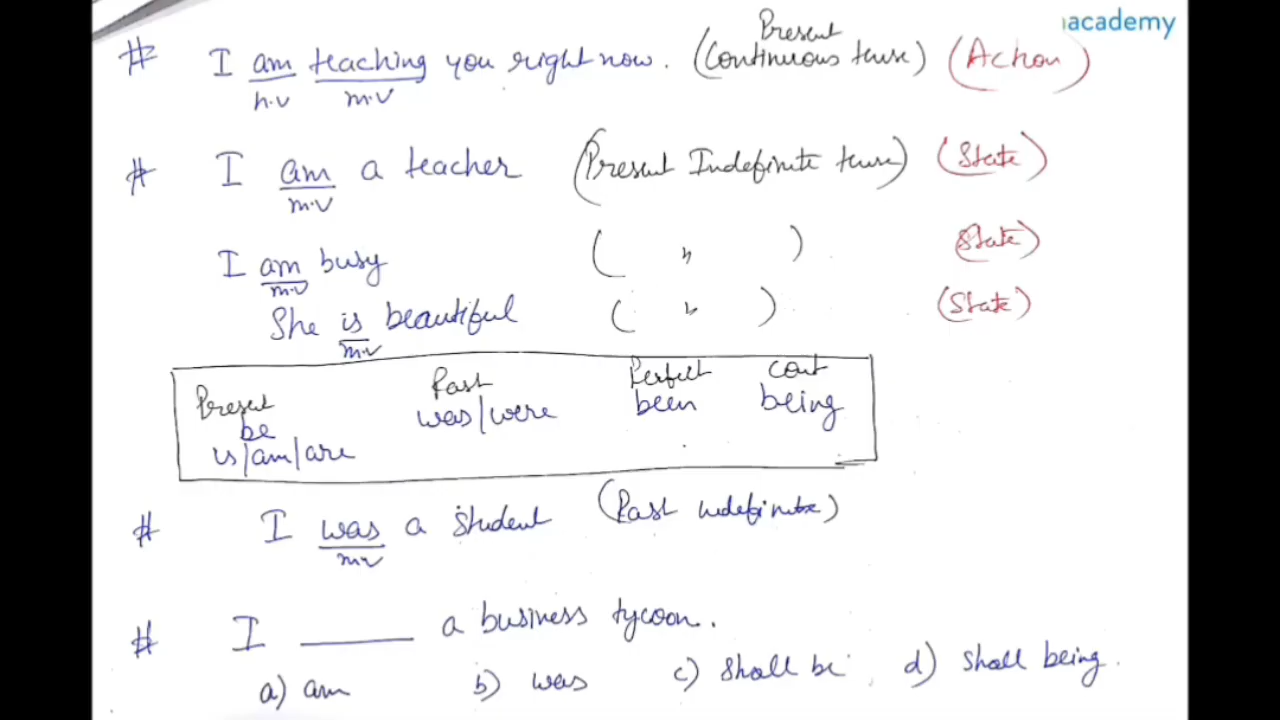 academy
# I am teaching you right now. (Present Continuous tense) (Action)
h.v m.v
# I am a teacher (Present Indefinite tense) (State)
m.v
I am busy ( " ) (State)
m.v
She is beautiful ( " ) (State)
m.v
Present Past Perfect Cont
be was/were been being
is/am/are
# I was a student (Past indefinite)
m.v
# I ______ a business tycoon.
a) am b) was c) shall be d) shall being.